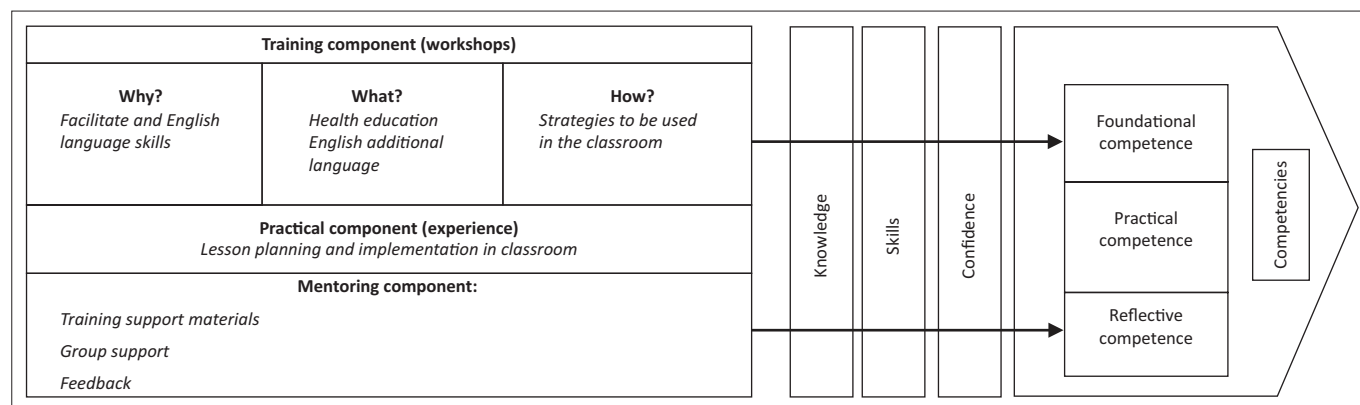 Training component (workshops)
Why?
Facilitate and English
language skills
What?
Health education
English additional
language
How?
Strategies to be used
in the classroom
Practical component (experience)
Lesson planning and implementation in classroom
Mentoring component:
Training support materials
Group support
Feedback
Knowledge
Skills
Confidence
Foundational
competence
Practical
competence
Reflective
competence
Competencies